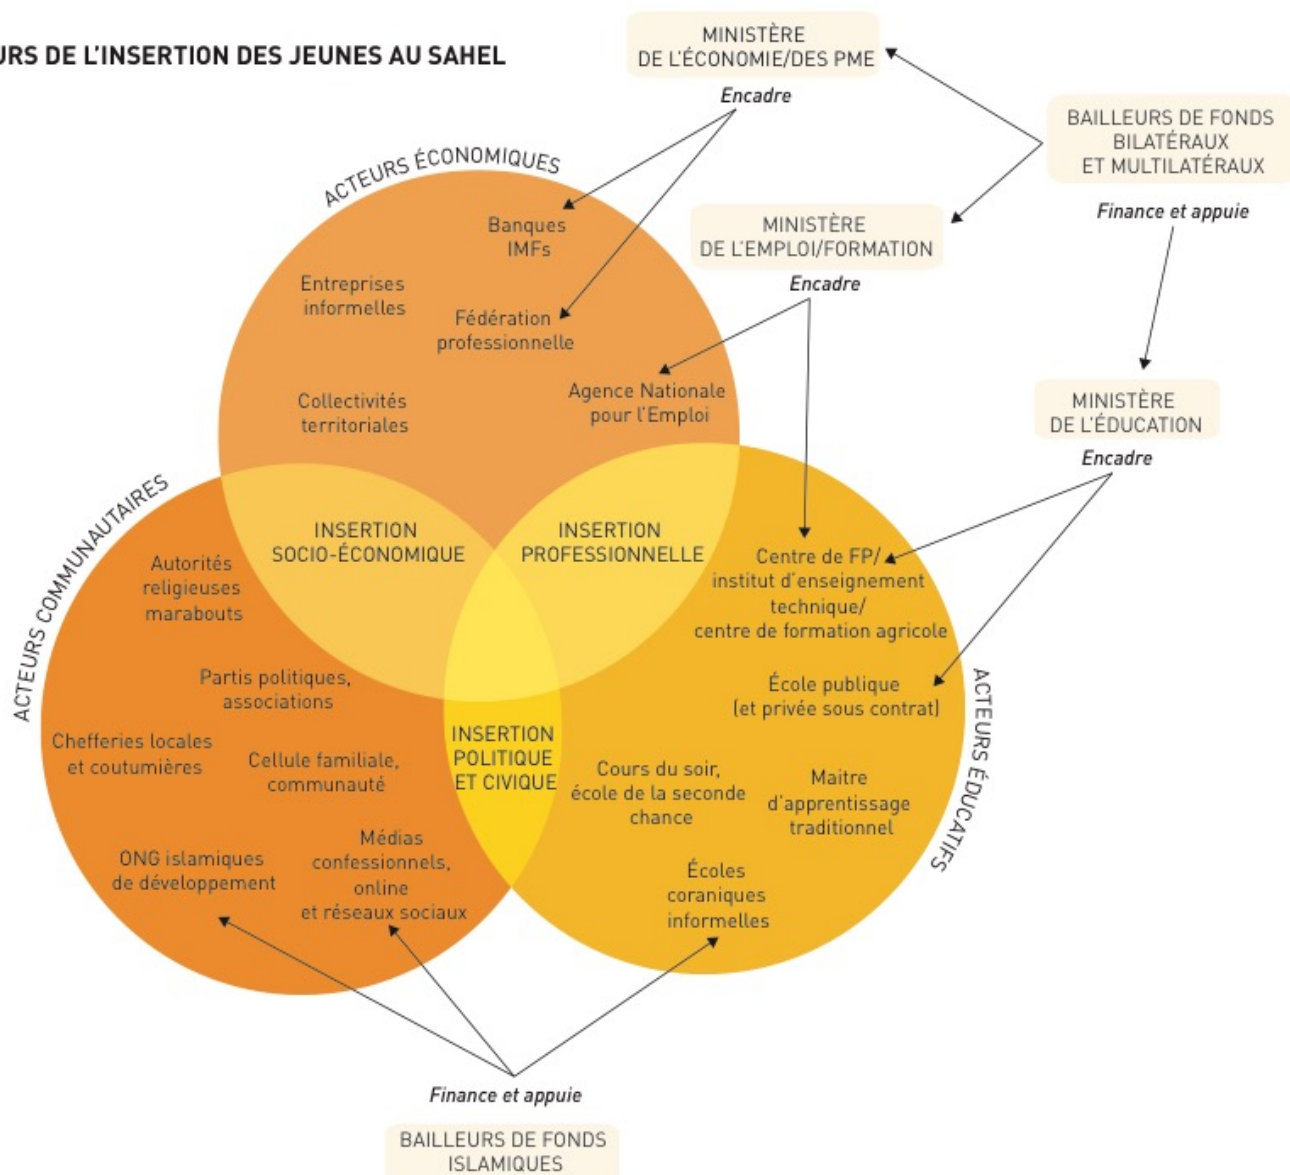 URS DE L'INSERTION DES JEUNES AU SAHEL
MINISTÈRE
DE L'ÉCONOMIE/DES PME
Encadre
BAILLEURS DE FONDS
BILATÉRAUX
ET MULTILATÉRAUX
Finance et appuie
MINISTÈRE
DE L'EMPLOI/FORMATION
Encadre
MINISTÈRE
DE L'ÉDUCATION
Encadre
ACTEURS ÉCONOMIQUES
Banques
IMFs
Entreprises
informelles
Fédération
professionnelle
Collectivités
territoriales
Agence Nationale
pour l'Emploi
INSERTION
SOCIO-ÉCONOMIQUE
INSERTION
PROFESSIONNELLE
INSERTION
POLITIQUE
ET CIVIQUE
ACTEURS COMMUNAUTAIRES
Autorités
religieuses
marabouts
Partis politiques,
associations
Chefferies locales
et coutumières
Cellule familiale,
communauté
ONG islamiques
de développement
Médias
confessionnels,
online
et réseaux sociaux
ACTEURS ÉDUCATIFS
Centre de FP/
institut d'enseignement
technique/
centre de formation agricole
École publique
(et privée sous contrat)
Cours du soir,
école de la seconde
chance
Maitre
d'apprentissage
traditionnel
Écoles
coraniques
informelles
Finance et appuie
BAILLEURS DE FONDS
ISLAMIQUES